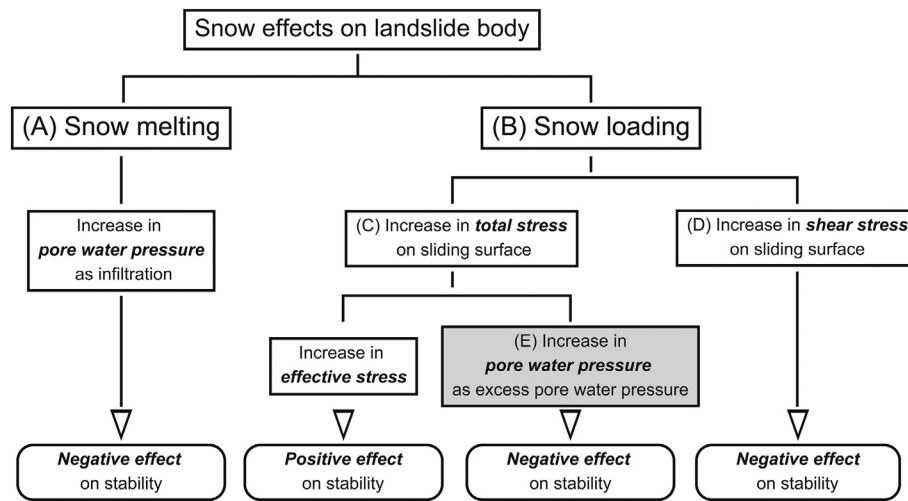 Snow effects on landslide body
(A) Snow melting
(B) Snow loading
Increase in
pore water pressure
as infiltration
(C) Increase in total stress
on sliding surface
(D) Increase in shear stress
on sliding surface
Increase in
effective stress
(E) Increase in
pore water pressure
as excess pore water pressure
Negative effect
on stability
Positive effect
on stability
Negative effect
on stability
Negative effect
on stability